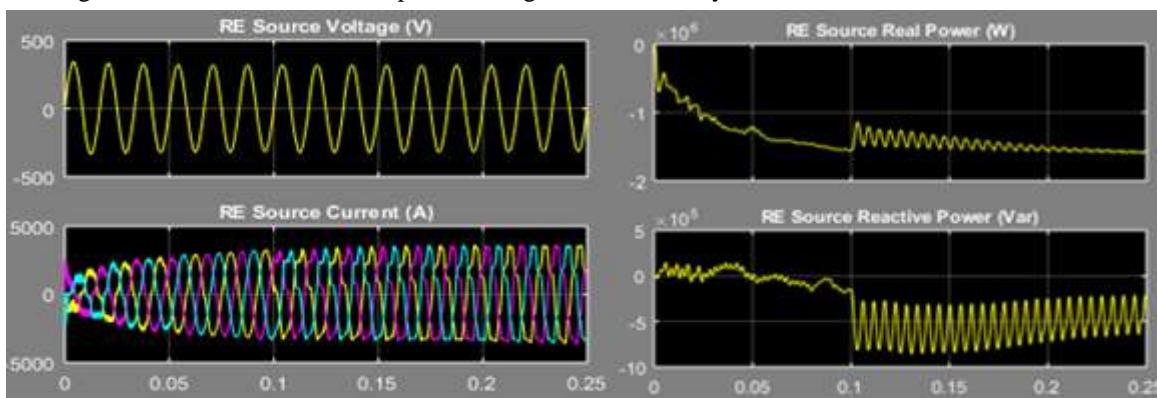 RE Source Voltage (V)
500
0
-500
RE Source Current (A)
5000
0
-5000
0 0.05 0.1 0.15 0.2 0.25
×10⁶
RE Source Real Power (W)
0
-1
-2
×10⁵
RE Source Reactive Power (Var)
5
0
-5
-10
0 0.05 0.1 0.15 0.2 0.25